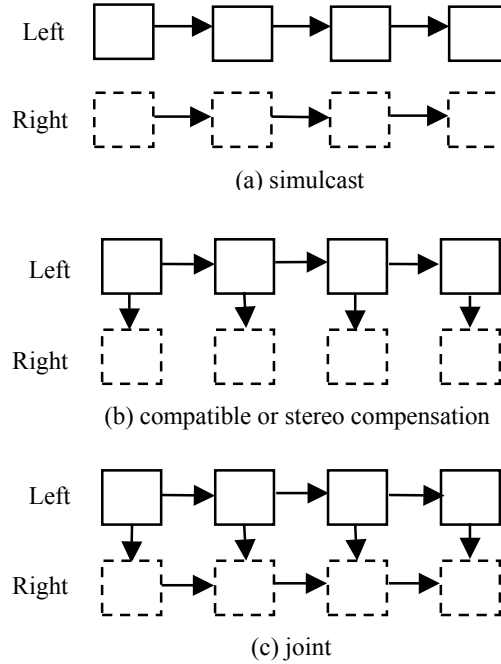 Left
Right
(a) simulcast
Left
Right
(b) compatible or stereo compensation
Left
Right
(c) joint